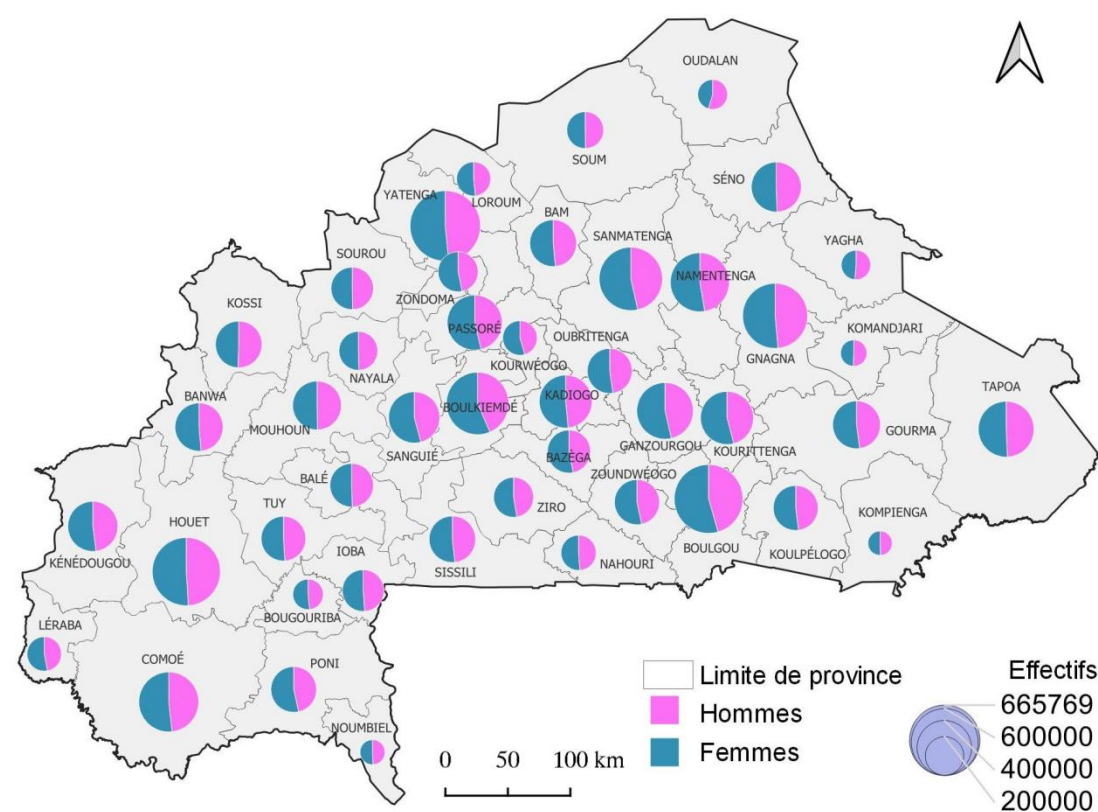 OUDALAN
SOUM
SÉNO
YATENGA
LOROUM
BAM
SANMATENGA
YAGHA
SOUROU
NAMENTENGA
ZONDOMA
KOSSI
PASSORÉ
OUBRITENGA
KOMANDJARI
GNAGNA
KOURWÉOGO
NAYALA
TAPOA
BANWA
BOULKIEMDÉ
KADIOGO
MOUHOUN
GOURMA
GANZOURGOU
KOURITTENGA
SANGUIÉ
BAZÈGA
BALÉ
ZOUNDWÉOGO
TUY
ZIRO
KOMPIENGA
HOUET
BOULGOU
KOULPÉLOGO
KÉNÉDOUGOU
IOBA
SISSILI
NAHOURI
BOUGOURIBA
LÉRABA
COMOÉ
PONI
NOUMBIEL
Limite de province
Hommes
Femmes
Effectifs
665769
600000
400000
200000
0 50 100 km